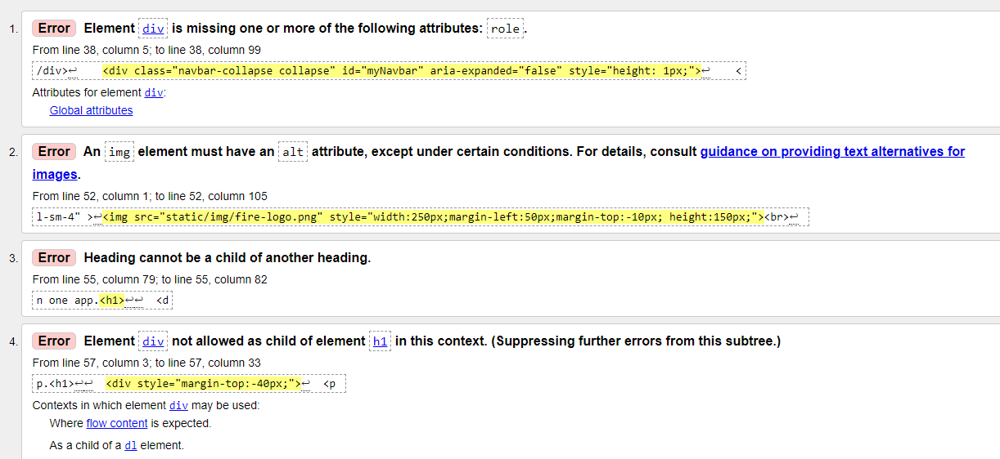 1. Error Element div is missing one or more of the following attributes: role.
From line 38, column 5; to line 38, column 99
/div>↩ <div class="navbar-collapse collapse" id="myNavbar" aria-expanded="false" style="height: 1px;">↩ <
Attributes for element div:
Global attributes
2. Error An img element must have an alt attribute, except under certain conditions. For details, consult guidance on providing text alternatives for
images.
From line 52, column 1; to line 52, column 105
l-sm-4" >↩<img src="static/img/fire-logo.png" style="width:250px;margin-left:50px;margin-top:-10px; height:150px;"><br>↩
3. Error Heading cannot be a child of another heading.
From line 55, column 79; to line 55, column 82
n one app.<h1>↩↩ <d
4. Error Element div not allowed as child of element h1 in this context. (Suppressing further errors from this subtree.)
From line 57, column 3; to line 57, column 33
p.<h1>↩↩ <div style="margin-top:-40px;">↩ <p
Contexts in which element div may be used:
Where flow content is expected.
As a child of a dl element.